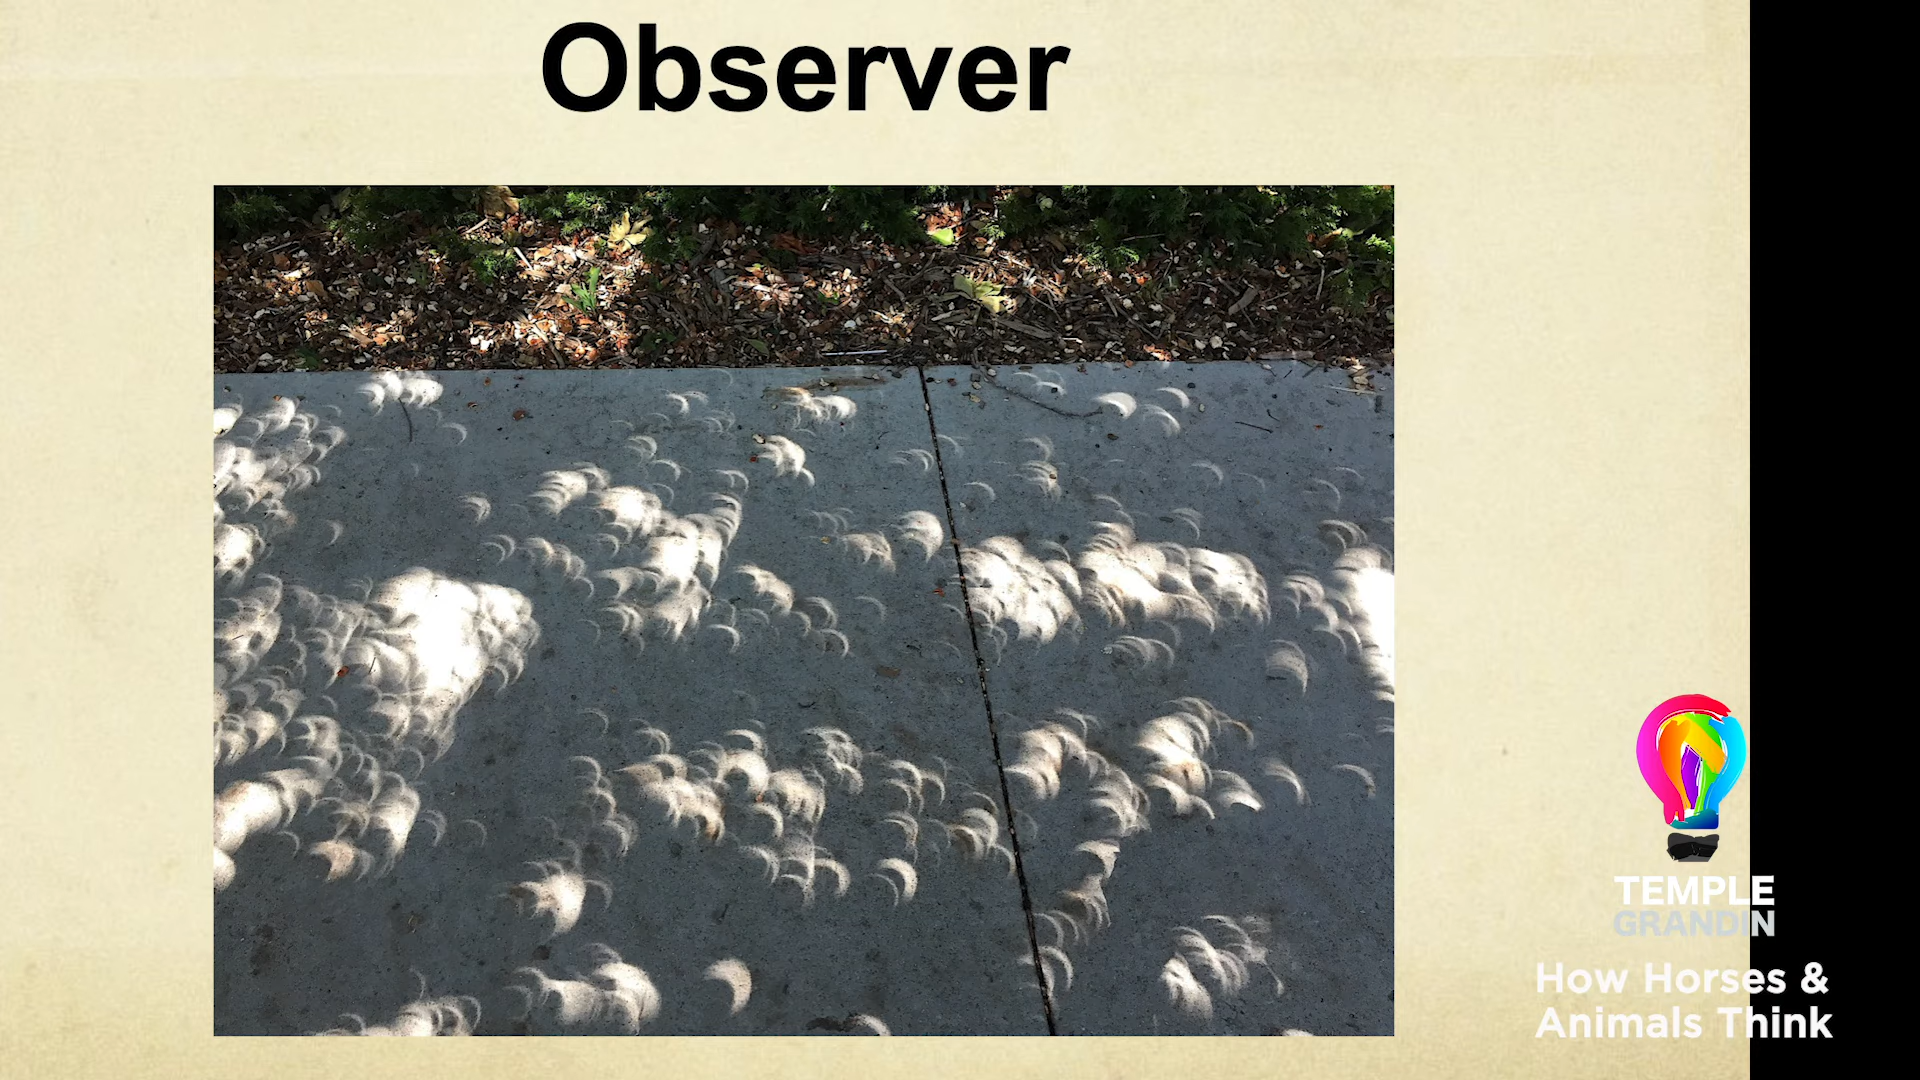 Observer
TEMPLE
GRANDIN
How Horses &
Animals Think